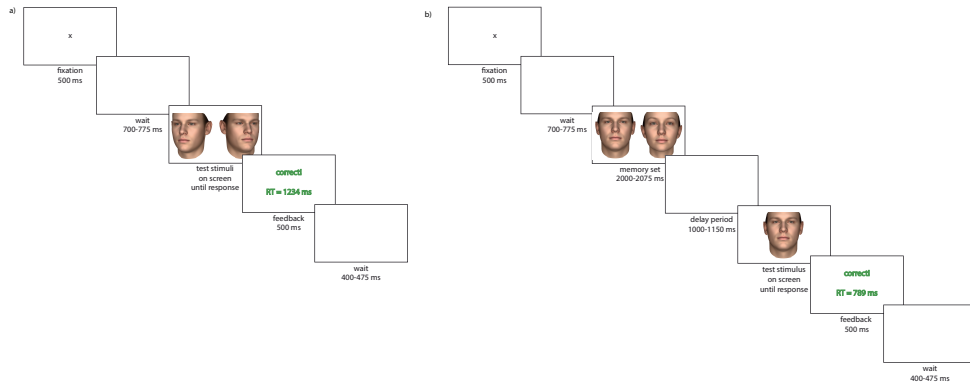 a)
x
fixation
500 ms
wait
700-775 ms
test stimuli
on screen
until response
correct!
RT = 1234 ms
feedback
500 ms
wait
400-475 ms
b)
x
fixation
500 ms
wait
700-775 ms
memory set
2000-2075 ms
delay period
1000-1150 ms
test stimulus
on screen
until response
correct!
RT = 789 ms
feedback
500 ms
wait
400-475 ms